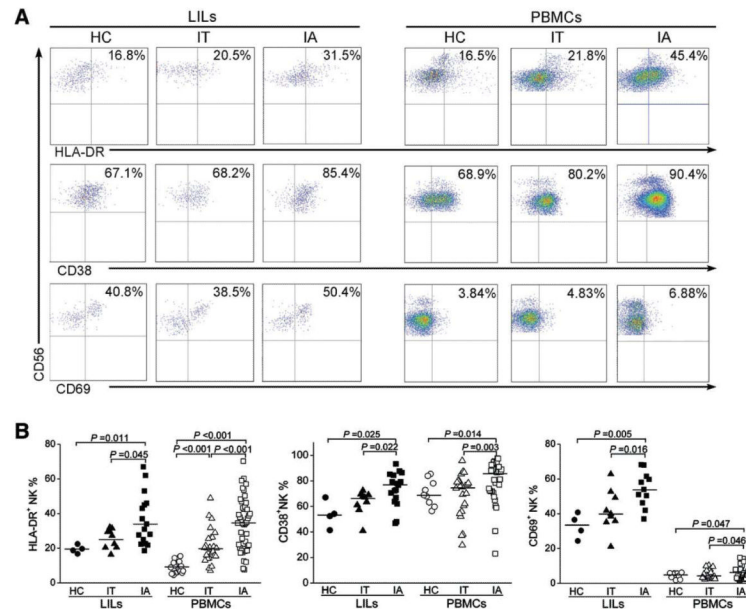 A
LILs PBMCs
HC IT IA HC IT IA
16.8% 20.5% 31.5% 16.5% 21.8% 45.4%
HLA-DR
67.1% 68.2% 85.4% 68.9% 80.2% 90.4%
CD38
40.8% 38.5% 50.4% 3.84% 4.83% 6.88%
CD56
CD69
B
HLA-DR+ NK %
80
60
40
20
0
P =0.011
P =0.045
P <0.001
P <0.001 P <0.001
HC IT IA HC IT IA
LILs PBMCs
CD38+NK %
100
80
60
40
20
0
P =0.025
P =0.022
P =0.014
P =0.003
HC IT IA HC IT IA
LILs PBMCs
CD69+ NK %
80
60
40
20
0
P =0.005
P =0.016
P =0.047
P =0.046
HC IT IA HC IT IA
LILs PBMCs